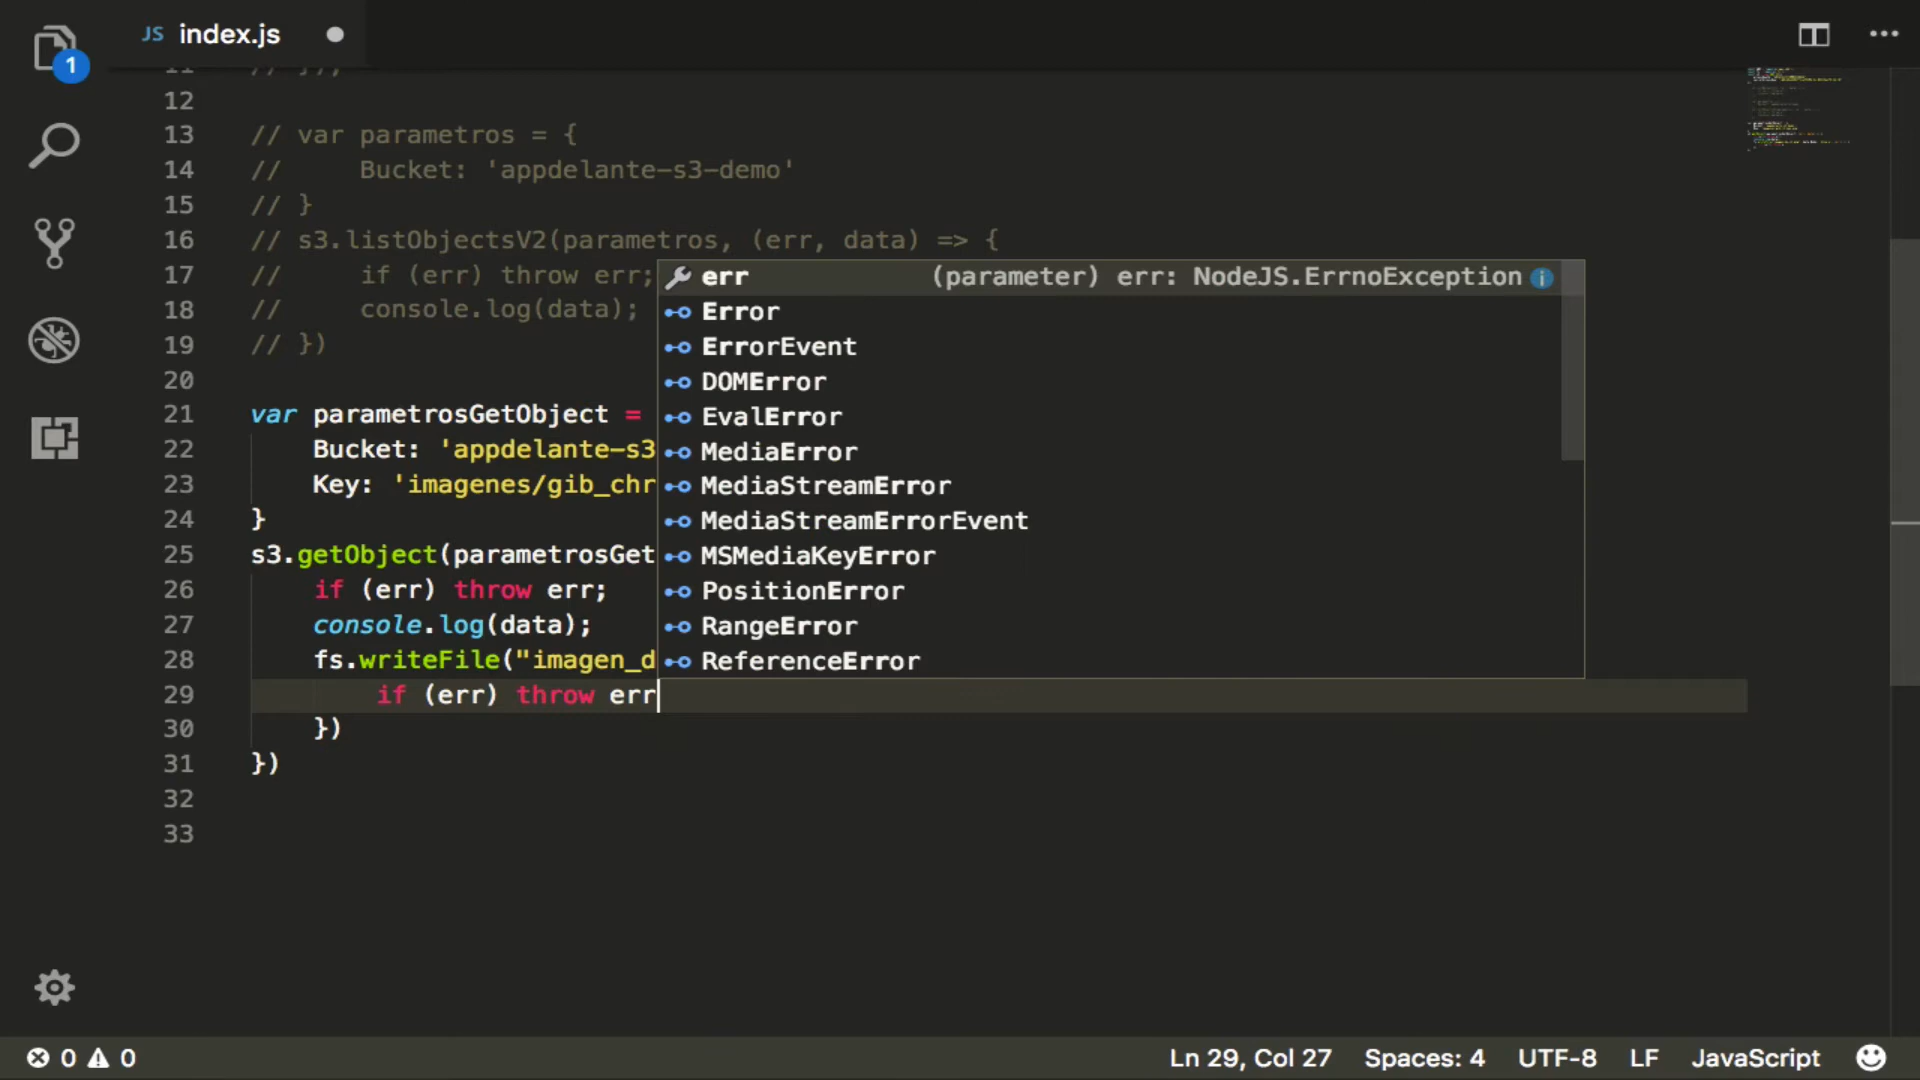 JS index.js
1
11 // });
12
13 // var parametros = {
14 //     Bucket: 'appdelante-s3-demo'
15 // }
16 // s3.listObjectsV2(parametros, (err, data) => {
17 //     if (err) throw err;
18 //     console.log(data);
19 // })
20
21 var parametrosGetObject =
22     Bucket: 'appdelante-s3
23     Key: 'imagenes/gib_chr
24 }
25 s3.getObject(parametrosGet
26     if (err) throw err;
27     console.log(data);
28     fs.writeFile("imagen_d
29         if (err) throw err
30     })
31 })
32
33
err (parameter) err: NodeJS.ErrnoException
Error
ErrorEvent
DOMError
EvalError
MediaError
MediaStreamError
MediaStreamErrorEvent
MSMediaKeyError
PositionError
RangeError
ReferenceError
0 0 Ln 29, Col 27 Spaces: 4 UTF-8 LF JavaScript